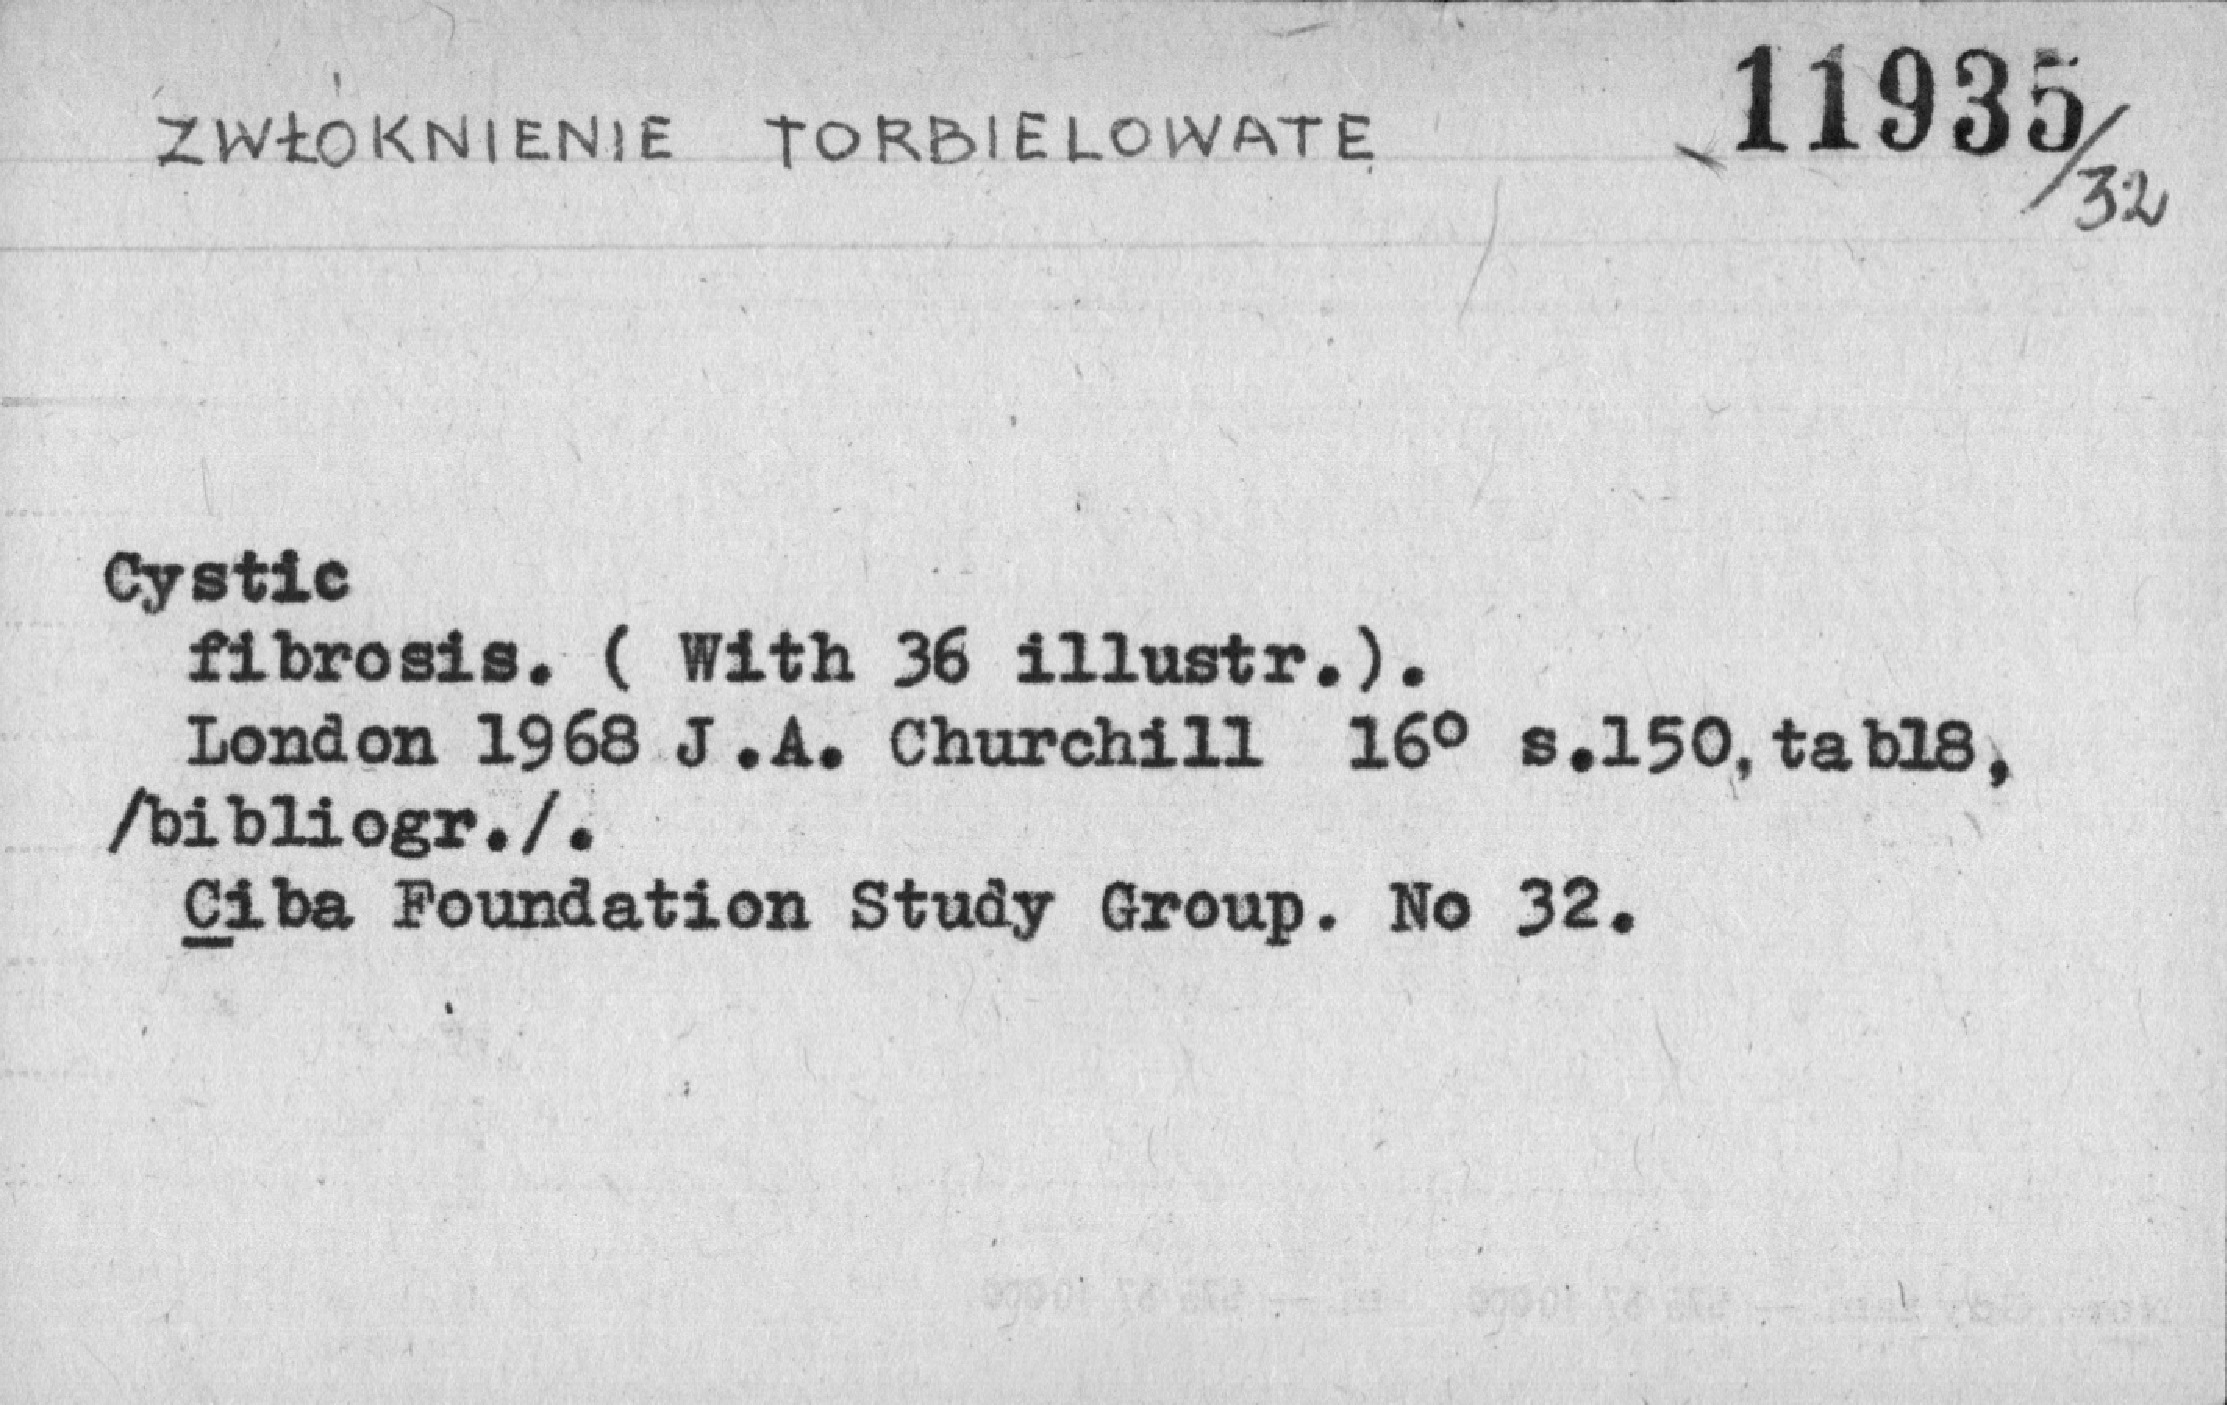 ZWŁOKNIENIE TORBIELOWATE
11935/32
Cystic
fibrosis. ( With 36 illustr.).
London 1968 J.A. Churchill 16° s.150, tabl8,
/bibliogr./.
Ciba Foundation Study Group. No 32.